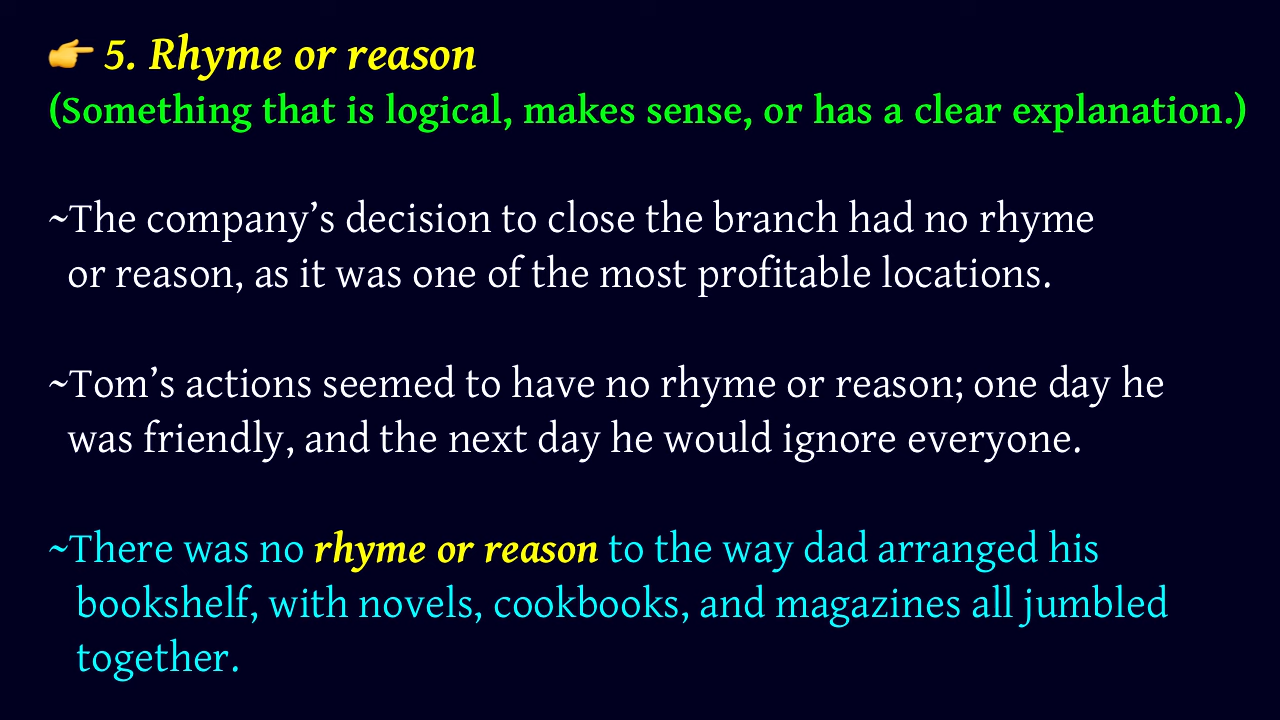 👉 5. Rhyme or reason
(Something that is logical, makes sense, or has a clear explanation.)
~The company’s decision to close the branch had no rhyme
or reason, as it was one of the most profitable locations.
~Tom’s actions seemed to have no rhyme or reason; one day he
was friendly, and the next day he would ignore everyone.
~There was no rhyme or reason to the way dad arranged his
bookshelf, with novels, cookbooks, and magazines all jumbled
together.